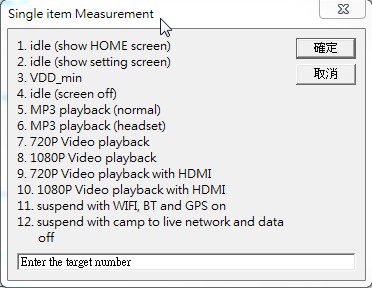 Single item Measurement
1. idle (show HOME screen)
2. idle (show setting screen)
3. VDD_min
4. idle (screen off)
5. MP3 playback (normal)
6. MP3 playback (headset)
7. 720P Video playback
8. 1080P Video playback
9. 720P Video playback with HDMI
10. 1080P Video playback with HDMI
11. suspend with WIFI, BT and GPS on
12. suspend with camp to live network and data
off
確定
取消
Enter the target number